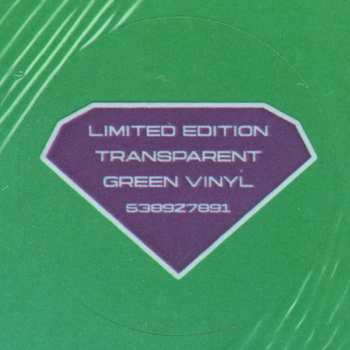 LIMITED EDITION
TRANSPARENT
GREEN VINYL
538927891